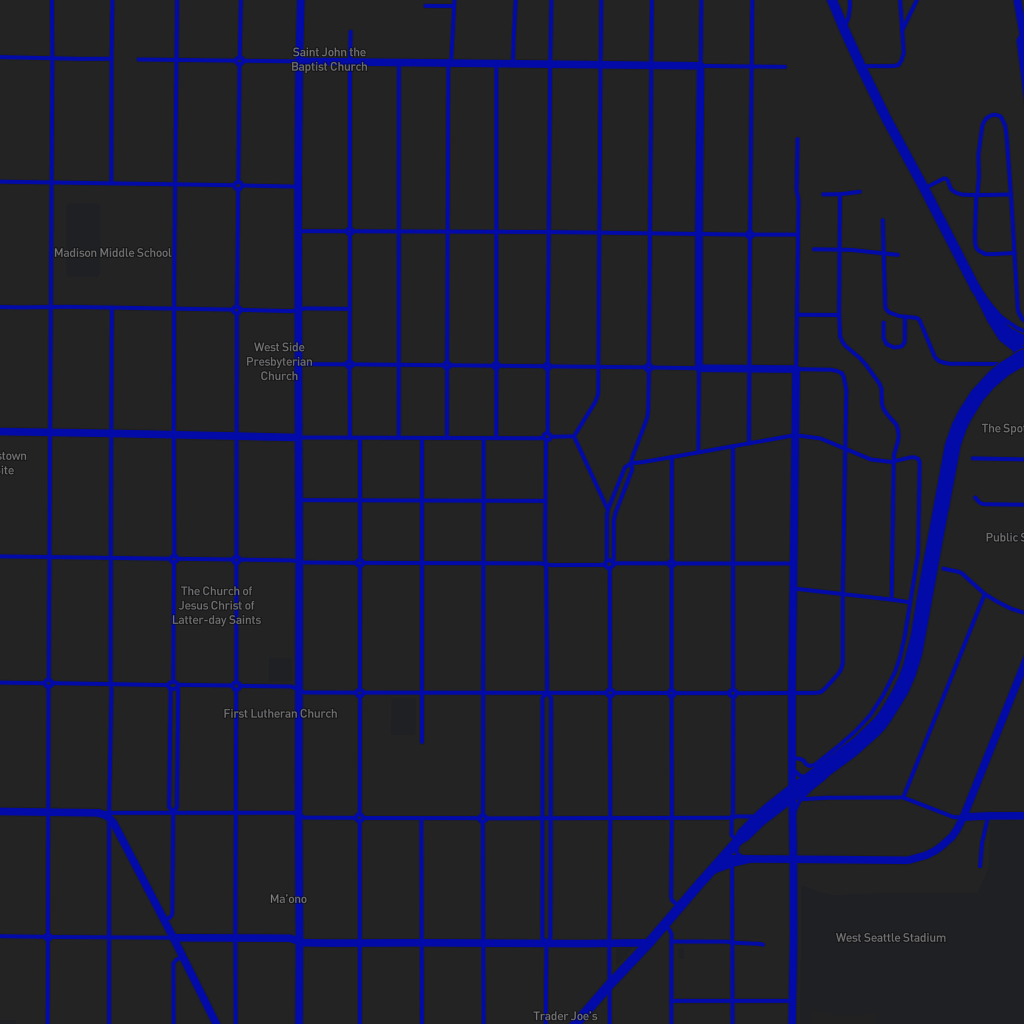 Saint John the
Baptist Church
Madison Middle School
West Side
Presbyterian
Church
The Spot
stown
ite
Public S
The Church of
Jesus Christ of
Latter-day Saints
First Lutheran Church
Ma'ono
West Seattle Stadium
Trader Joe's